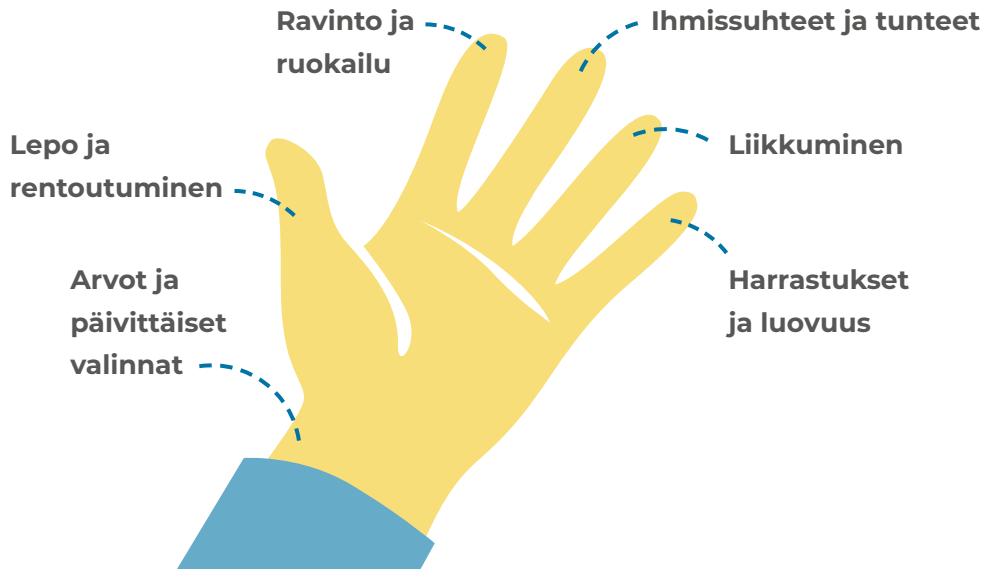 Ravinto ja
ruokailu
Ihmissuhteet ja tunteet
Lepo ja
rentoutuminen
Liikkuminen
Arvot ja
päivittäiset
valinnat
Harrastukset
ja luovuus